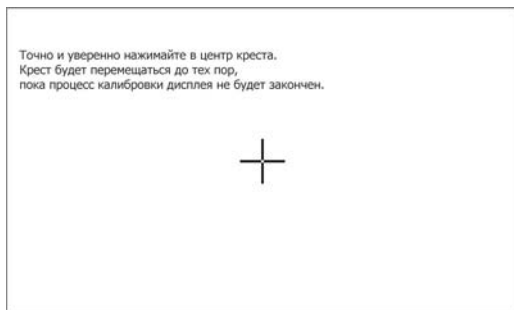 Точно и уверенно нажимайте в центр креста.
Крест будет перемещаться до тех пор,
пока процесс калибровки дисплея не будет закончен.